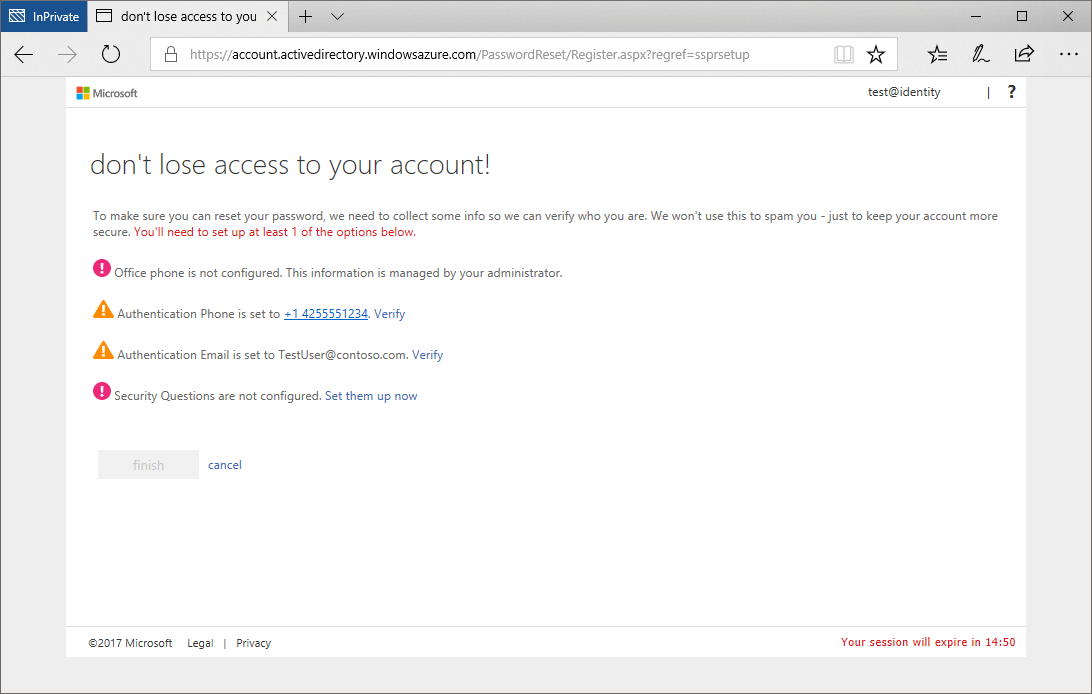 InPrivate
don't lose access to you
https://account.activedirectory.windowsazure.com/PasswordReset/Register.aspx?regref=ssprsetup
Microsoft
test@identity | ?
don't lose access to your account!
To make sure you can reset your password, we need to collect some info so we can verify who you are. We won't use this to spam you - just to keep your account more
secure. You'll need to set up at least 1 of the options below.
Office phone is not configured. This information is managed by your administrator.
Authentication Phone is set to +1 4255551234. Verify
Authentication Email is set to TestUser@contoso.com. Verify
Security Questions are not configured. Set them up now
finish cancel
©2017 Microsoft Legal | Privacy
Your session will expire in 14:50